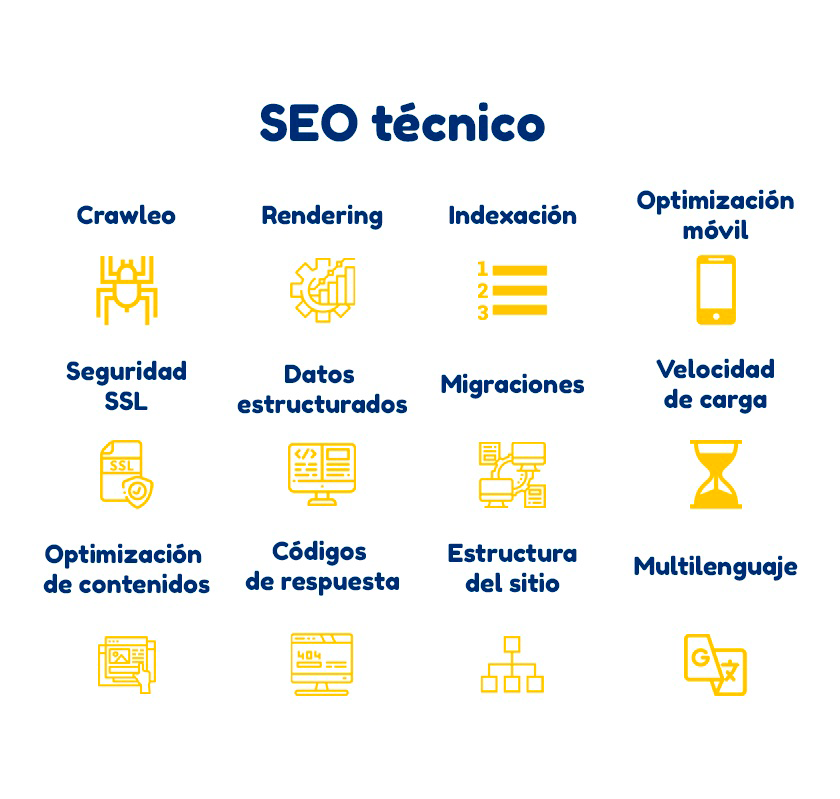 SEO técnico
Crawleo
Rendering
Indexación
Optimización
móvil
1
2
3
Seguridad
SSL
Datos
estructurados
Migraciones
Velocidad
de carga
SSL
</>
Optimización
de contenidos
Códigos
de respuesta
Estructura
del sitio
Multilenguaje
404
G
文